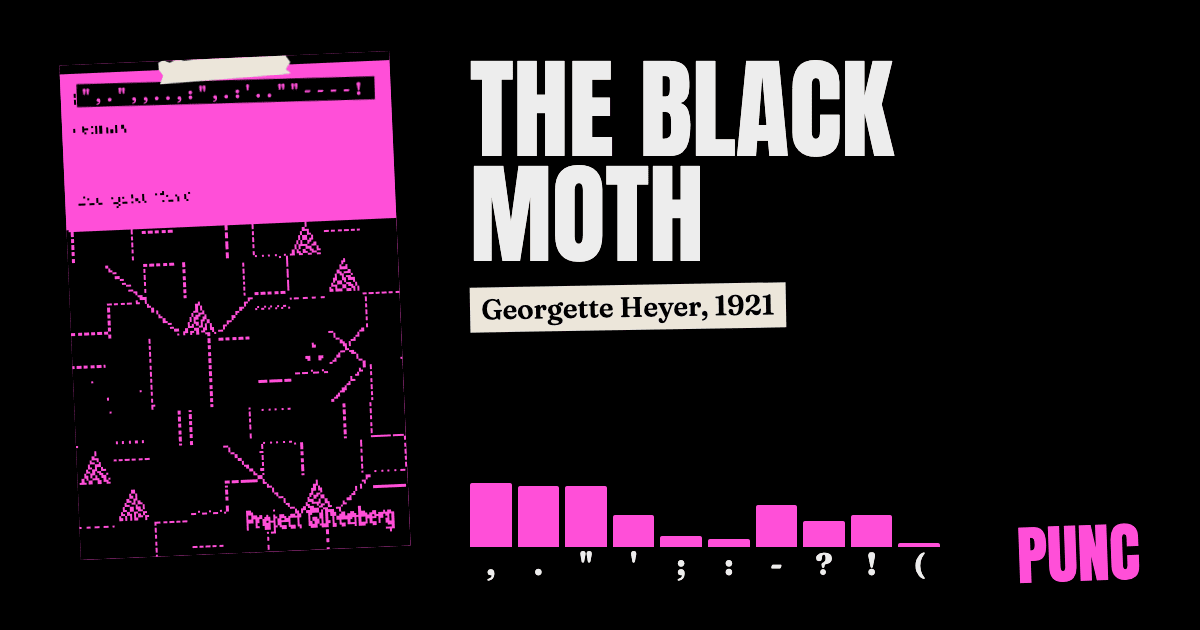 ",.",,..,:",.:'..""----!
THE BLACK
MOTH
Georgette Heyer, 1921
Project Gutenberg
, . " ' ; : - ? ! (
PUNC